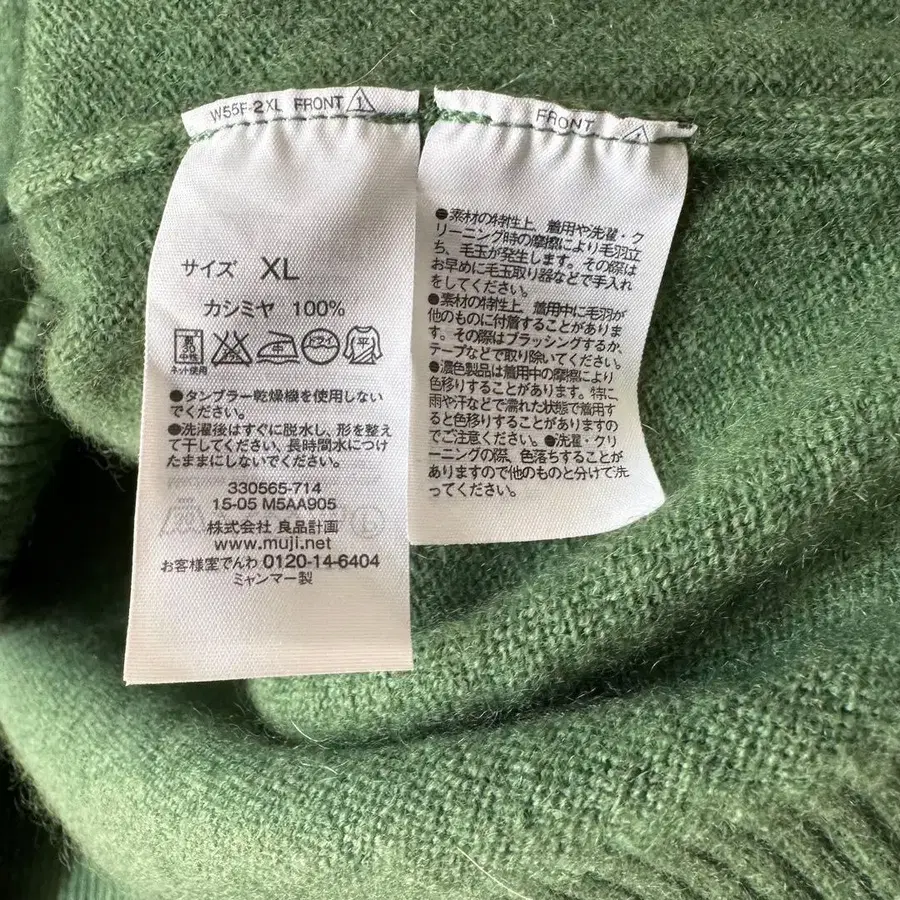 W55F-2XL FRONT 1
サイズ XL
カシミヤ 100%
中性
中
ドライ
平
ネット使用
●タンブラー乾燥機を使用しない
でください。
●洗濯後はすぐに脱水し、形を整え
て干してください、長時間水につけ
たままにしないでください。
330565-714
15-05 M5AA905
株式会社 良品計画
www.muji.net
お客様室でんわ 0120-14-6404
ミャンマー製
FRONT 1
●素材の特性上、着用や洗濯・ク
リーニング時の摩擦により毛羽立
ち、毛玉が発生します。その際は
お早めに毛玉取り器などで手入れ
をしてください。
●素材の特性上、着用中に毛羽が
他のものに付着することがありま
す。その際はブラッシングするか、
テープなどで取り除いてください。
●濃色製品は着用中の摩擦により
色移りすることがあります。特に
雨や汗などで濡れた状態で着用す
ると色移りすることがありますの
でご注意ください。●洗濯・クリ
ーニングの際、色落ちすることが
ありますので他のものと分けて洗
ってください。